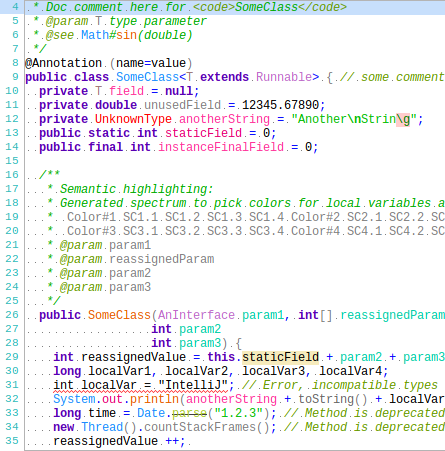 4 * Doc comment here for <code>SomeClass</code>
5 * @param T type parameter
6 * @see Math#sin(double)
7 */
8 @Annotation (name=value)
9 public class SomeClass<T extends Runnable> { // some comment
10 private T field = null;
11 private double unusedField = 12345.67890;
12 private UnknownType anotherString = "Another\nStrin\g";
13 public static int staticField = 0;
14 public final int instanceFinalField = 0;
15
16 /**
17 * Semantic highlighting:
18 * Generated spectrum to pick colors for local variables a
19 * Color#1 SC1.1 SC1.2 SC1.3 SC1.4 Color#2 SC2.1 SC2.2 SC
20 * Color#3 SC3.1 SC3.2 SC3.3 SC3.4 Color#4 SC4.1 SC4.2 SC
21 * @param param1
22 * @param reassignedParam
23 * @param param2
24 * @param param3
25 */
26 public SomeClass(AnInterface param1, int[] reassignedParam
27 int param2
28 int param3) {
29 int reassignedValue = this.staticField + param2 + param3
30 long localVar1, localVar2, localVar3, localVar4;
31 int localVar = "IntelliJ"; // Error, incompatible types
32 System.out.println(anotherString + toString() + localVar
33 long time = Date.parse("1.2.3"); // Method is deprecated
34 new Thread().countStackFrames(); // Method is deprecated
35 reassignedValue ++;